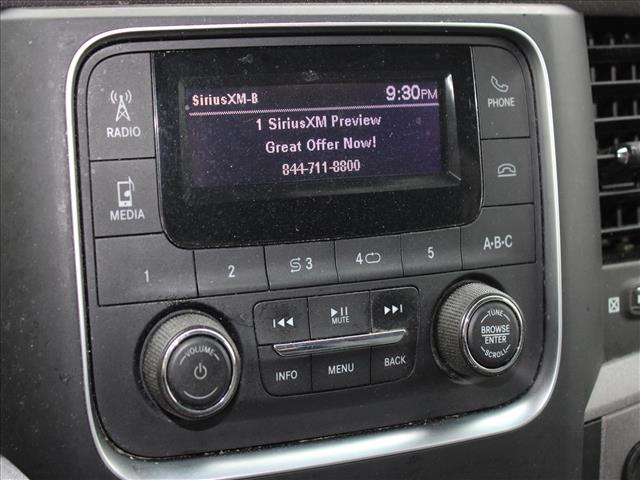 SiriusXM-B 9:30PM
1 SiriusXM Preview
Great Offer Now!
844-711-8800
RADIO
PHONE
MEDIA
1 2 3 4 5 A•B•C
MUTE
VOLUME
INFO MENU BACK
TUNE
BROWSE
ENTER
SCROLL